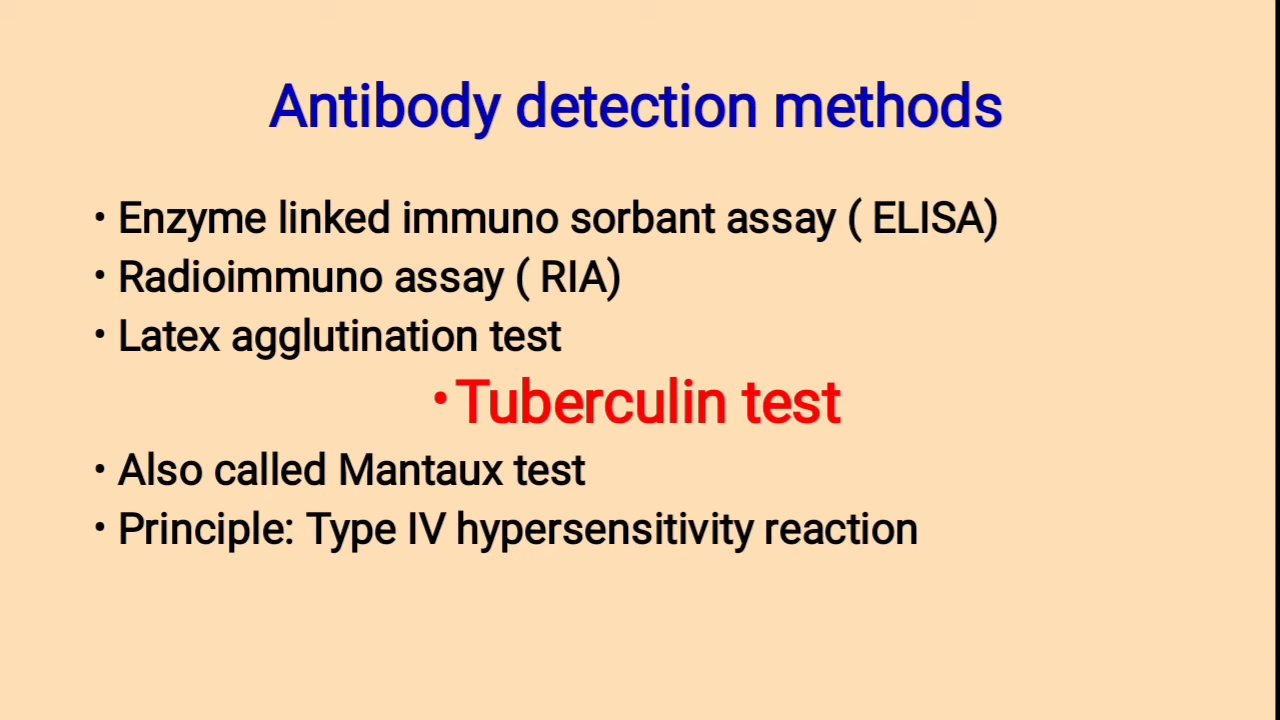 Antibody detection methods
• Enzyme linked immuno sorbant assay ( ELISA)
• Radioimmuno assay ( RIA)
• Latex agglutination test
• Tuberculin test
• Also called Mantaux test
• Principle: Type IV hypersensitivity reaction